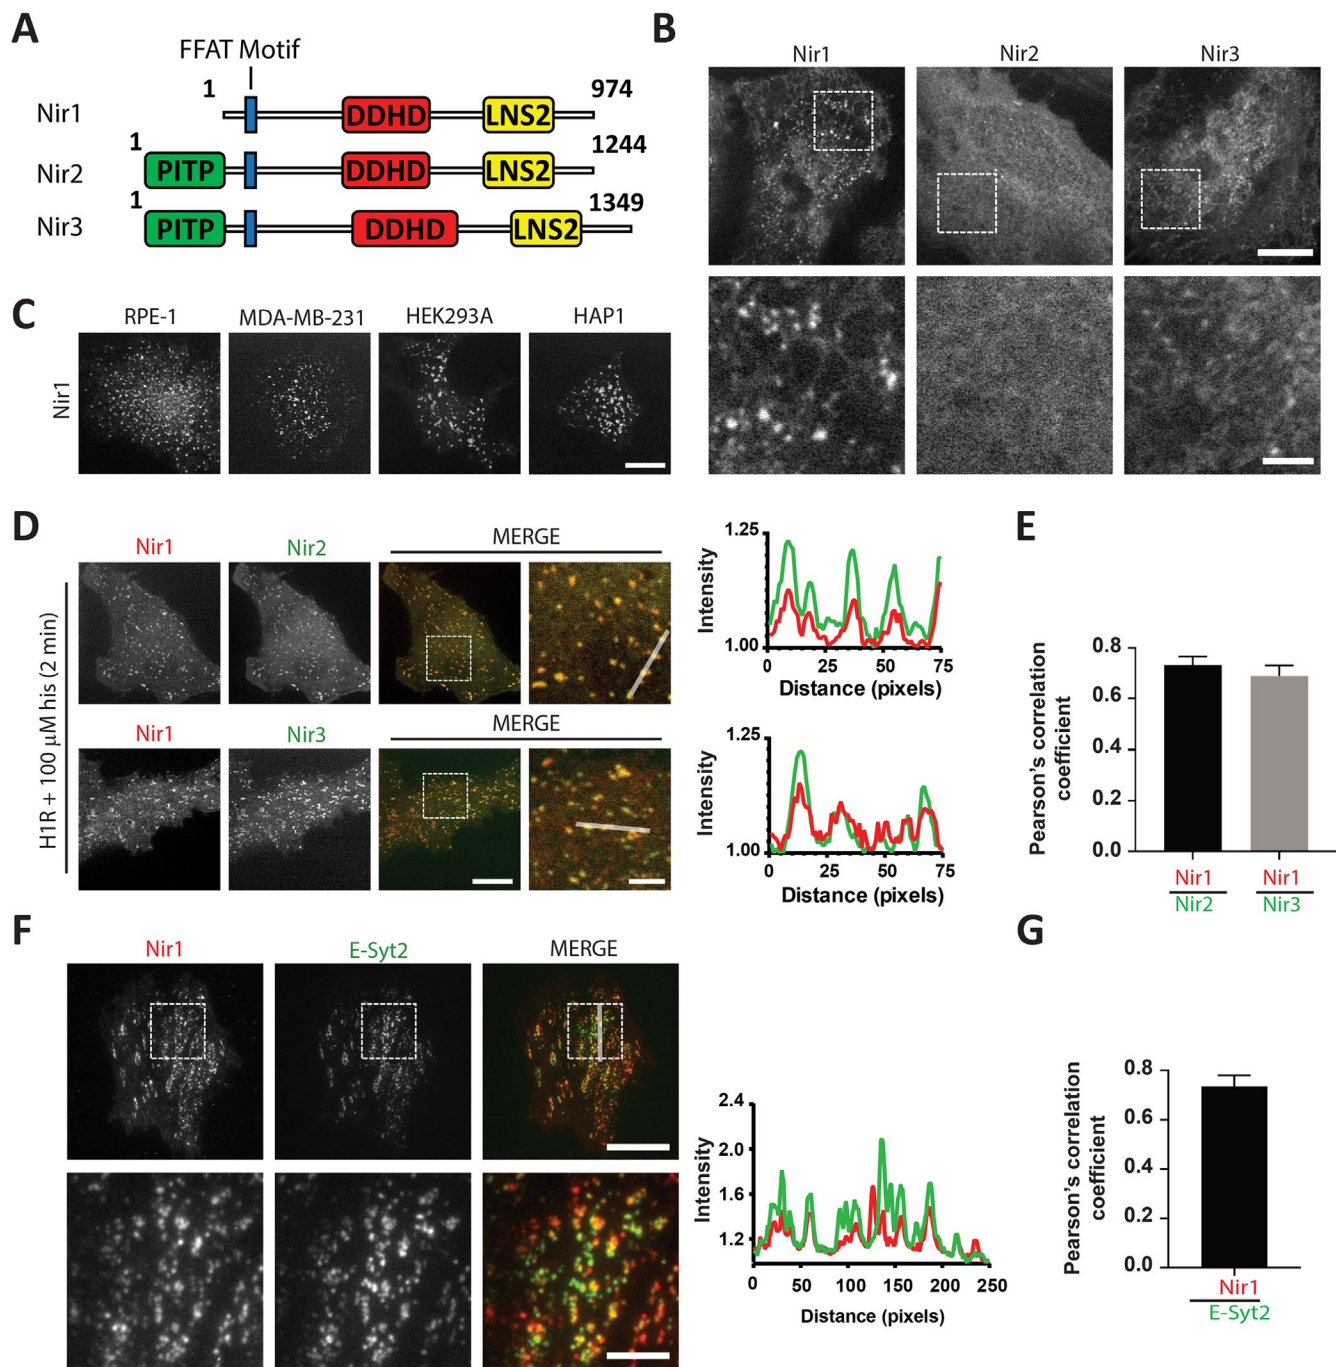 A
FFAT Motif
1
974
Nir1
DDHD
LNS2
1
1244
Nir2
PITP
DDHD
LNS2
1
1349
Nir3
PITP
DDHD
LNS2
B
Nir1
Nir2
Nir3
C
RPE-1
MDA-MB-231
HEK293A
HAP1
Nir1
D
Nir1
Nir2
MERGE
H1R + 100 μM his (2 min)
Nir1
Nir3
MERGE
1.25
Intensity
1.00
0
25
50
75
Distance (pixels)
1.25
Intensity
1.00
0
25
50
75
Distance (pixels)
E
Pearson's correlation
coefficient
0.8
0.6
0.4
0.2
0.0
Nir1
Nir2
Nir1
Nir3
F
Nir1
E-Syt2
MERGE
2.4
2.0
1.6
1.2
Intensity
0
50
100
150
200
250
Distance (pixels)
G
Pearson's correlation
coefficient
0.8
0.6
0.4
0.2
0.0
Nir1
E-Syt2